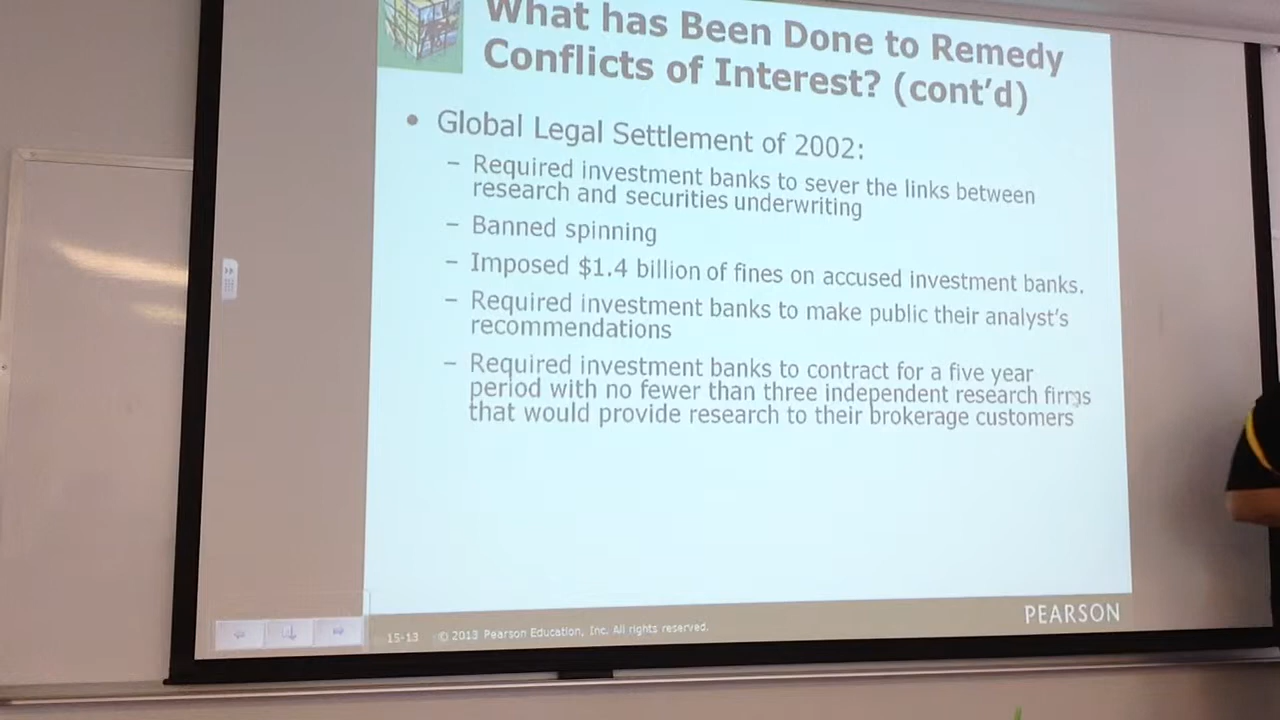 What has Been Done to Remedy
Conflicts of Interest? (cont'd)
• Global Legal Settlement of 2002:
– Required investment banks to sever the links between
research and securities underwriting
– Banned spinning
– Imposed $1.4 billion of fines on accused investment banks.
– Required investment banks to make public their analyst's
recommendations
– Required investment banks to contract for a five year
period with no fewer than three independent research firms
that would provide research to their brokerage customers
15-13 © 2013 Pearson Education, Inc. All rights reserved.
PEARSON